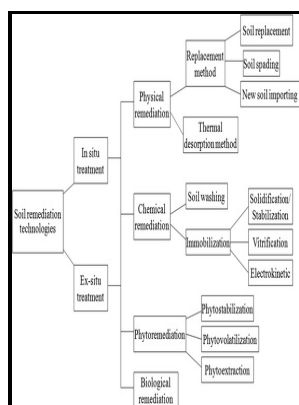 Soil remediation
technologies
In situ
treatment
Ex-situ
treatment
Physical
remediation
Replacement
method
Soil replacement
Soil spading
New soil importing
Thermal
desorption method
Chemical
remediation
Soil washing
Immobilization
Solidification/
Stabilization
Vitrification
Electrokinetic
Phytoremediation
Phytostabilization
Phytovolatilization
Phytoextraction
Biological
remediation